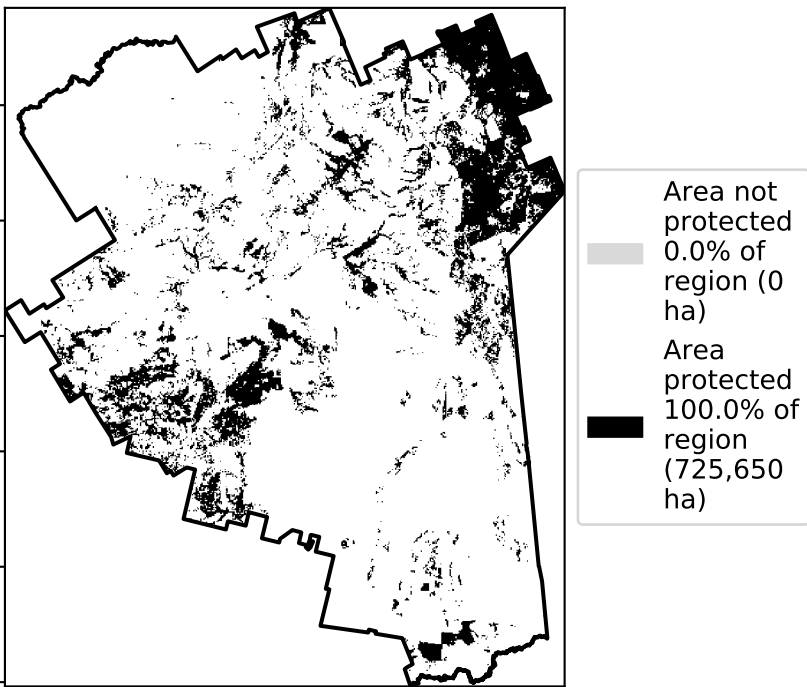 Area not
protected
0.0% of
region (0
ha)
Area
protected
100.0% of
region
(725,650
ha)